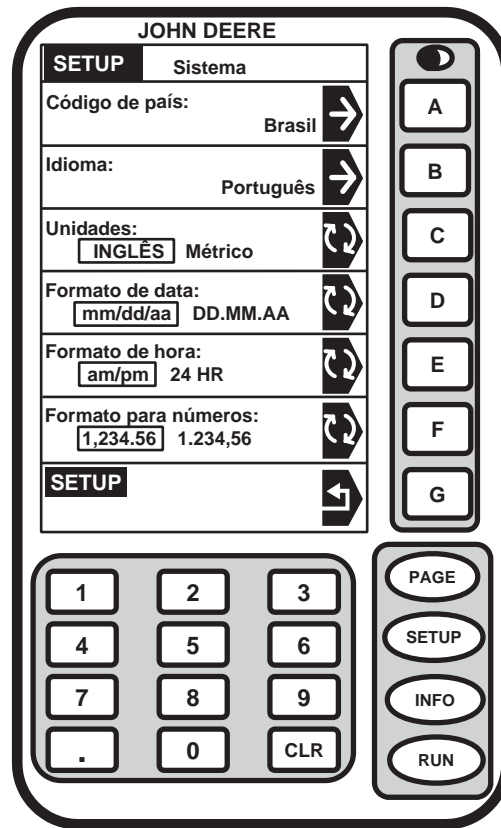 JOHN DEERE
SETUP Sistema
Código de país:
Brasil
Idioma:
Português
Unidades:
INGLÊS Métrico
Formato de data:
mm/dd/aa DD.MM.AA
Formato de hora:
am/pm 24 HR
Formato para números:
1,234.56 1.234,56
SETUP
A
B
C
D
E
F
G
PAGE
SETUP
INFO
RUN
1 2 3
4 5 6
7 8 9
. 0 CLR